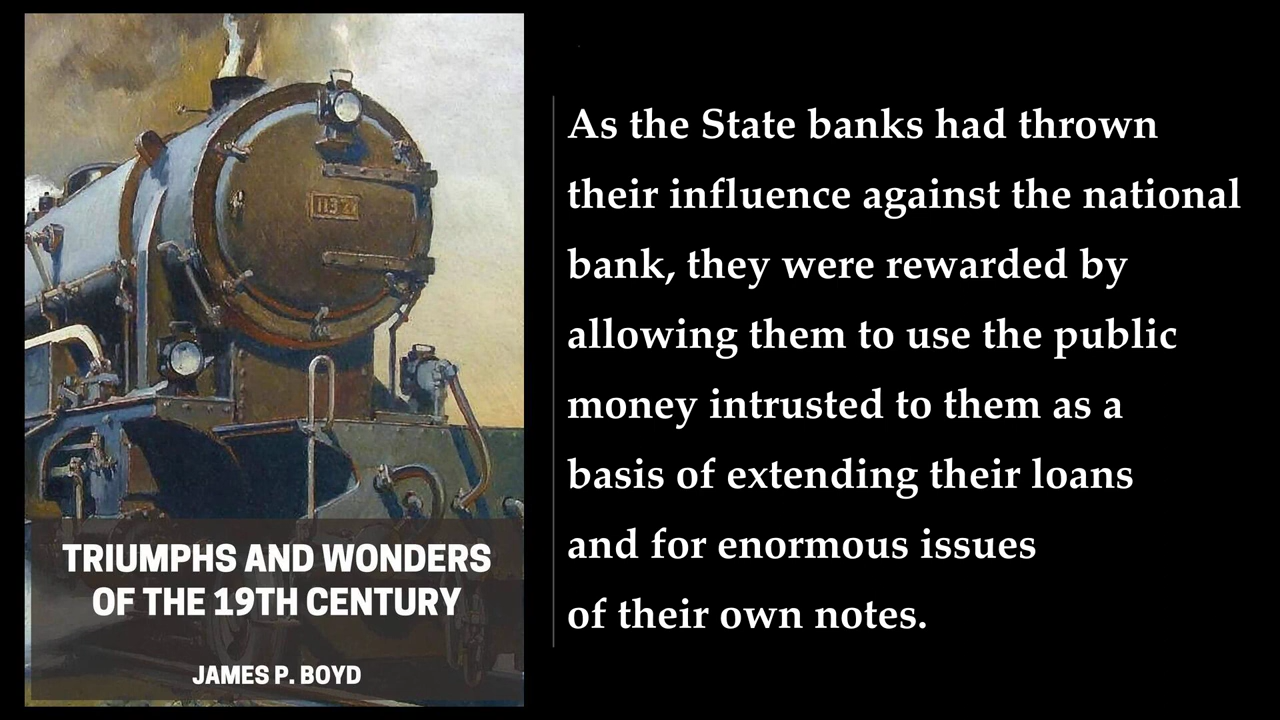 1132
TRIUMPHS AND WONDERS
OF THE 19TH CENTURY
JAMES P. BOYD
As the State banks had thrown
their influence against the national
bank, they were rewarded by
allowing them to use the public
money intrusted to them as a
basis of extending their loans
and for enormous issues
of their own notes.